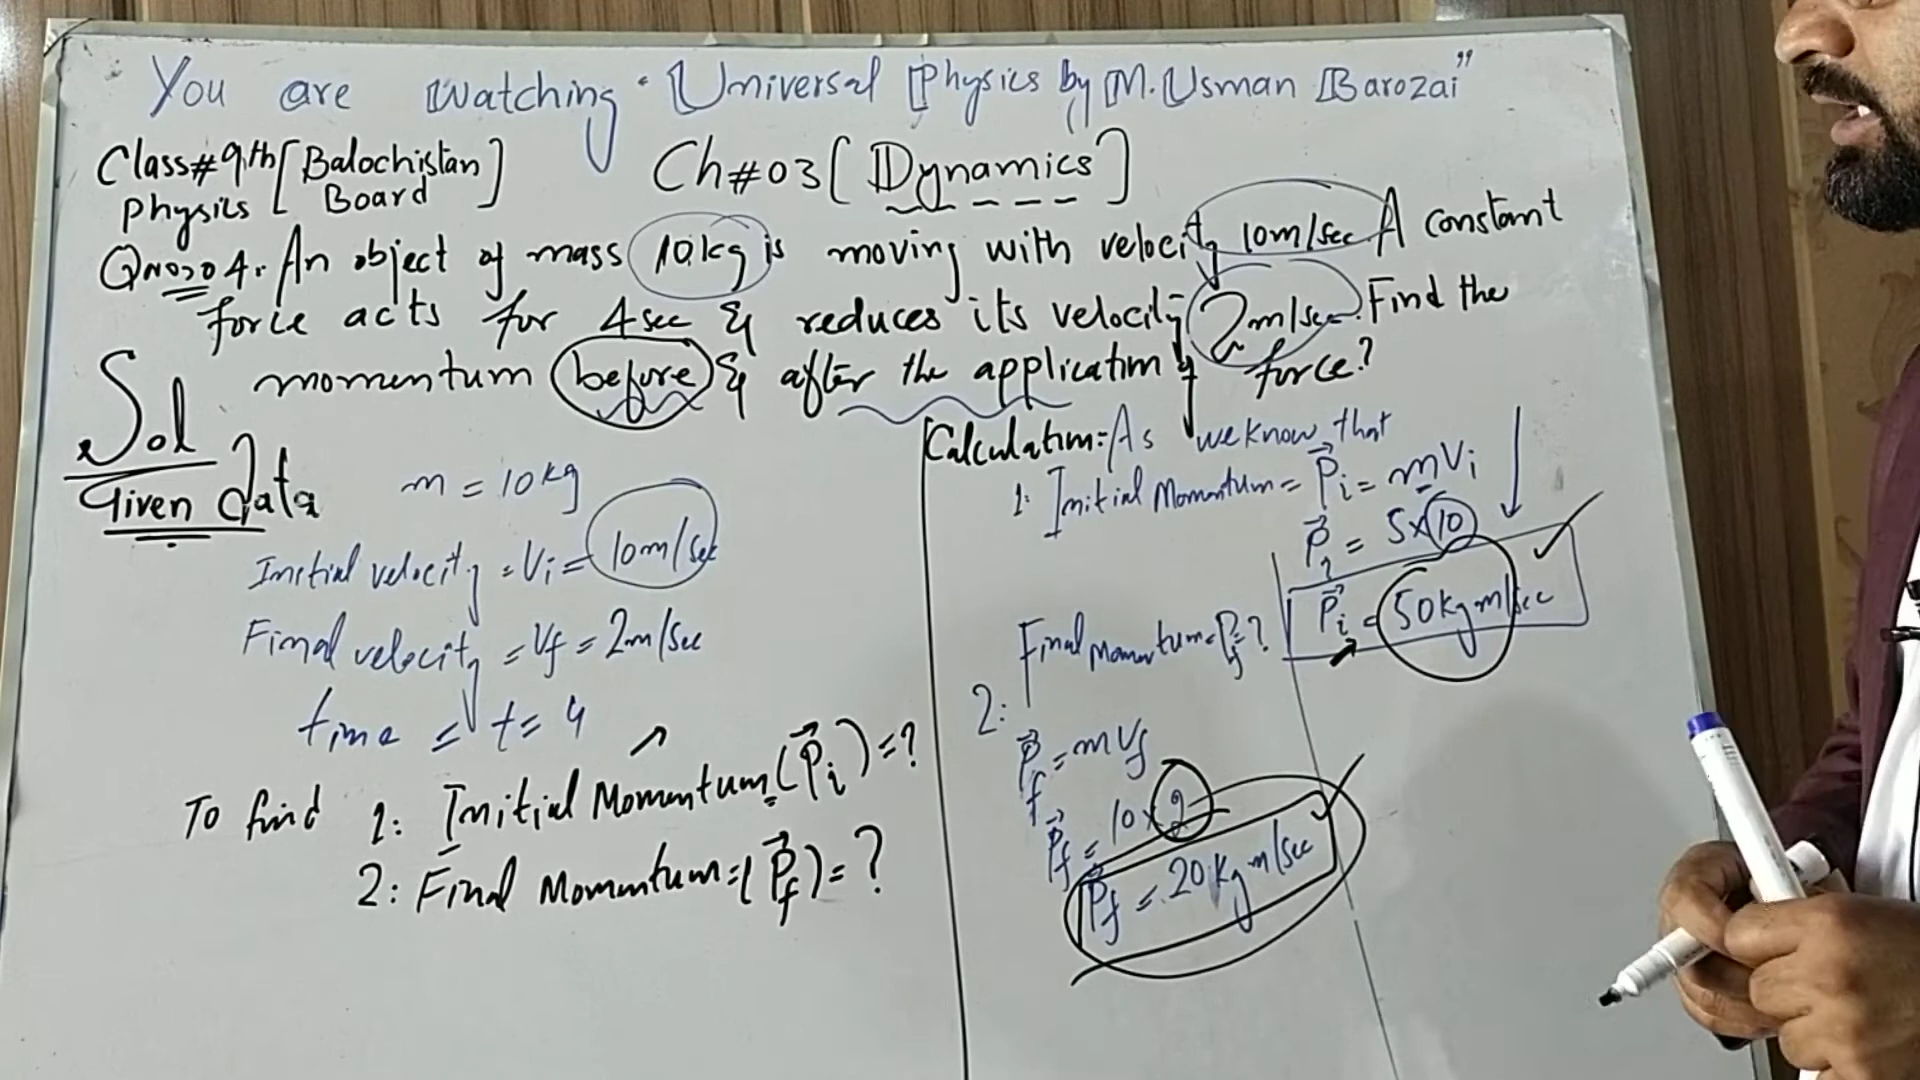 You are watching "Universal Physics by M.Usman Barozai"
Class#9th [Balochistan Board]
Physics
Ch#03 [Dynamics]
QNo:04: An object of mass 10kg is moving with velocity 10m/sec. A constant
force acts for 4sec & reduces its velocity 2m/sec. Find the
momentum before & after the application of force?
Sol
Given data
m = 10kg
Initial velocity = Vi = 10m/sec
Final velocity = Vf = 2m/sec
time = t = 4
To find 1: Initial Momentum = (Pi) = ?
2: Final Momentum = (Pf) = ?
Calculation:- As we know that
1: Initial Momentum = Pi = mVi
Pi = 5×10
Pi = 50kgm/sec
2: Final Momentum = Pf?
Pf = mVf
Pf = 10×2
Pf = 20kgm/sec